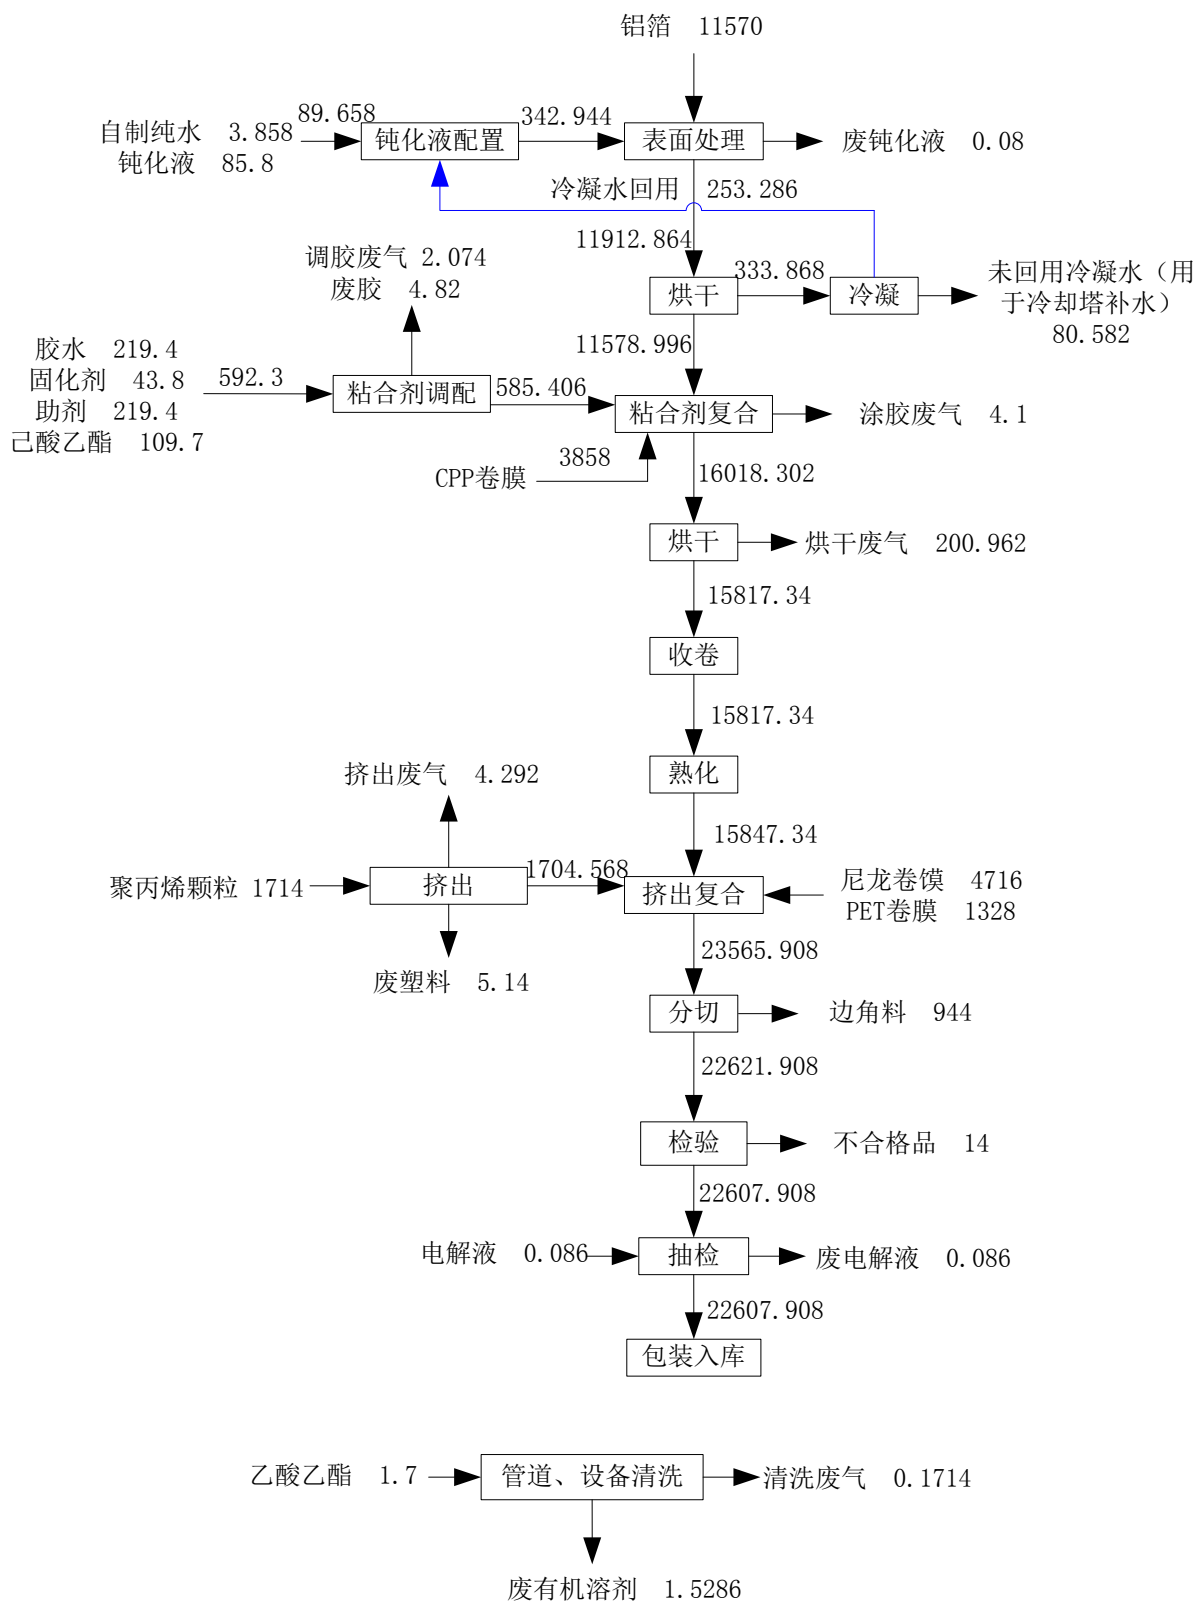 铝箔 11570
89.658
342.944
自制纯水 3.858
钝化液 85.8
钝化液配置
表面处理
废钝化液 0.08
冷凝水回用
253.286
11912.864
调胶废气 2.074
废胶 4.82
烘干
333.868
冷凝
未回用冷凝水（用
于冷却塔补水）
80.582
11578.996
胶水 219.4
固化剂 43.8
助剂 219.4
己酸乙酯 109.7
592.3
粘合剂调配
585.406
粘合剂复合
涂胶废气 4.1
3858
CPP卷膜
16018.302
烘干
烘干废气 200.962
15817.34
收卷
15817.34
熟化
挤出废气 4.292
15847.34
聚丙烯颗粒 1714
挤出
1704.568
挤出复合
尼龙卷馍 4716
PET卷膜 1328
23565.908
废塑料 5.14
分切
边角料 944
22621.908
检验
不合格品 14
22607.908
电解液 0.086
抽检
废电解液 0.086
22607.908
包装入库
乙酸乙酯 1.7
管道、设备清洗
清洗废气 0.1714
废有机溶剂 1.5286